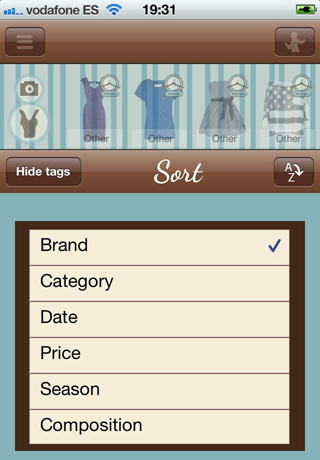 vodafone ES 19:31
Other Other Other Other
Hide tags Sort A Z
Brand
Category
Date
Price
Season
Composition